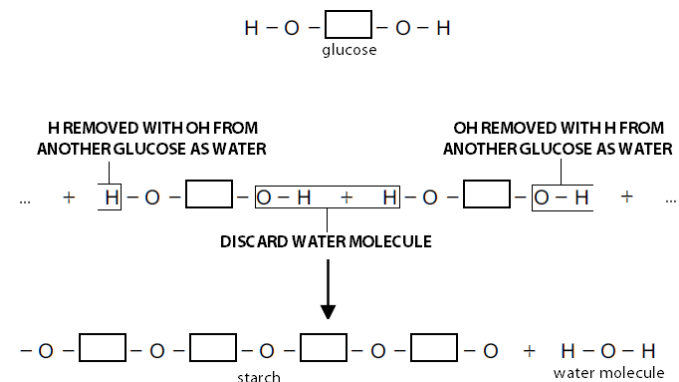 H – O – – O – H
glucose
H REMOVED WITH OH FROM
ANOTHER GLUCOSE AS WATER
OH REMOVED WITH H FROM
ANOTHER GLUCOSE AS WATER
... + H – O – – O – H + H – O – – O – H + ...
DISCARD WATER MOLECULE
– O – – O – – O – – O – – O + H – O – H
starch
water molecule